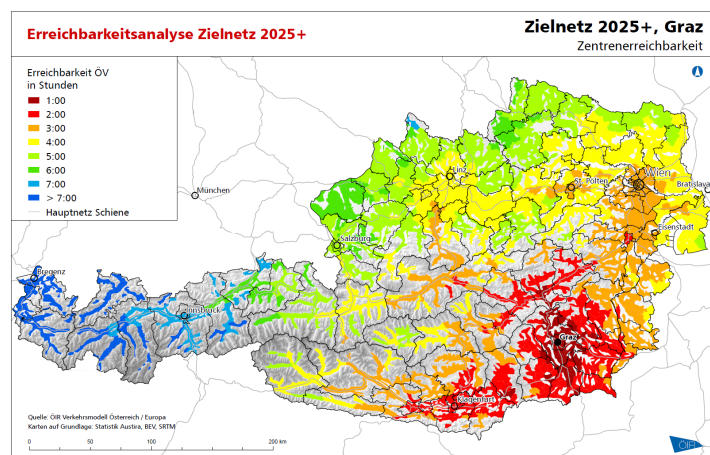 Erreichbarkeitsanalyse Zielnetz 2025+
Zielnetz 2025+, Graz
Zentrenerreichbarkeit
Erreichbarkeit ÖV
in Stunden
1:00
2:00
3:00
4:00
5:00
6:00
7:00
> 7:00
Hauptnetz Schiene
München
Linz
St. Pölten
Wien
Bratislava
Eisenstadt
Salzburg
Bregenz
Innsbruck
Graz
Klagenfurt
Quelle: ÖIR Verkehrsmodell Österreich / Europa
Karten auf Grundlage: Statistik Austira, BEV, SRTM
0 50 100 200 km
ÖIR